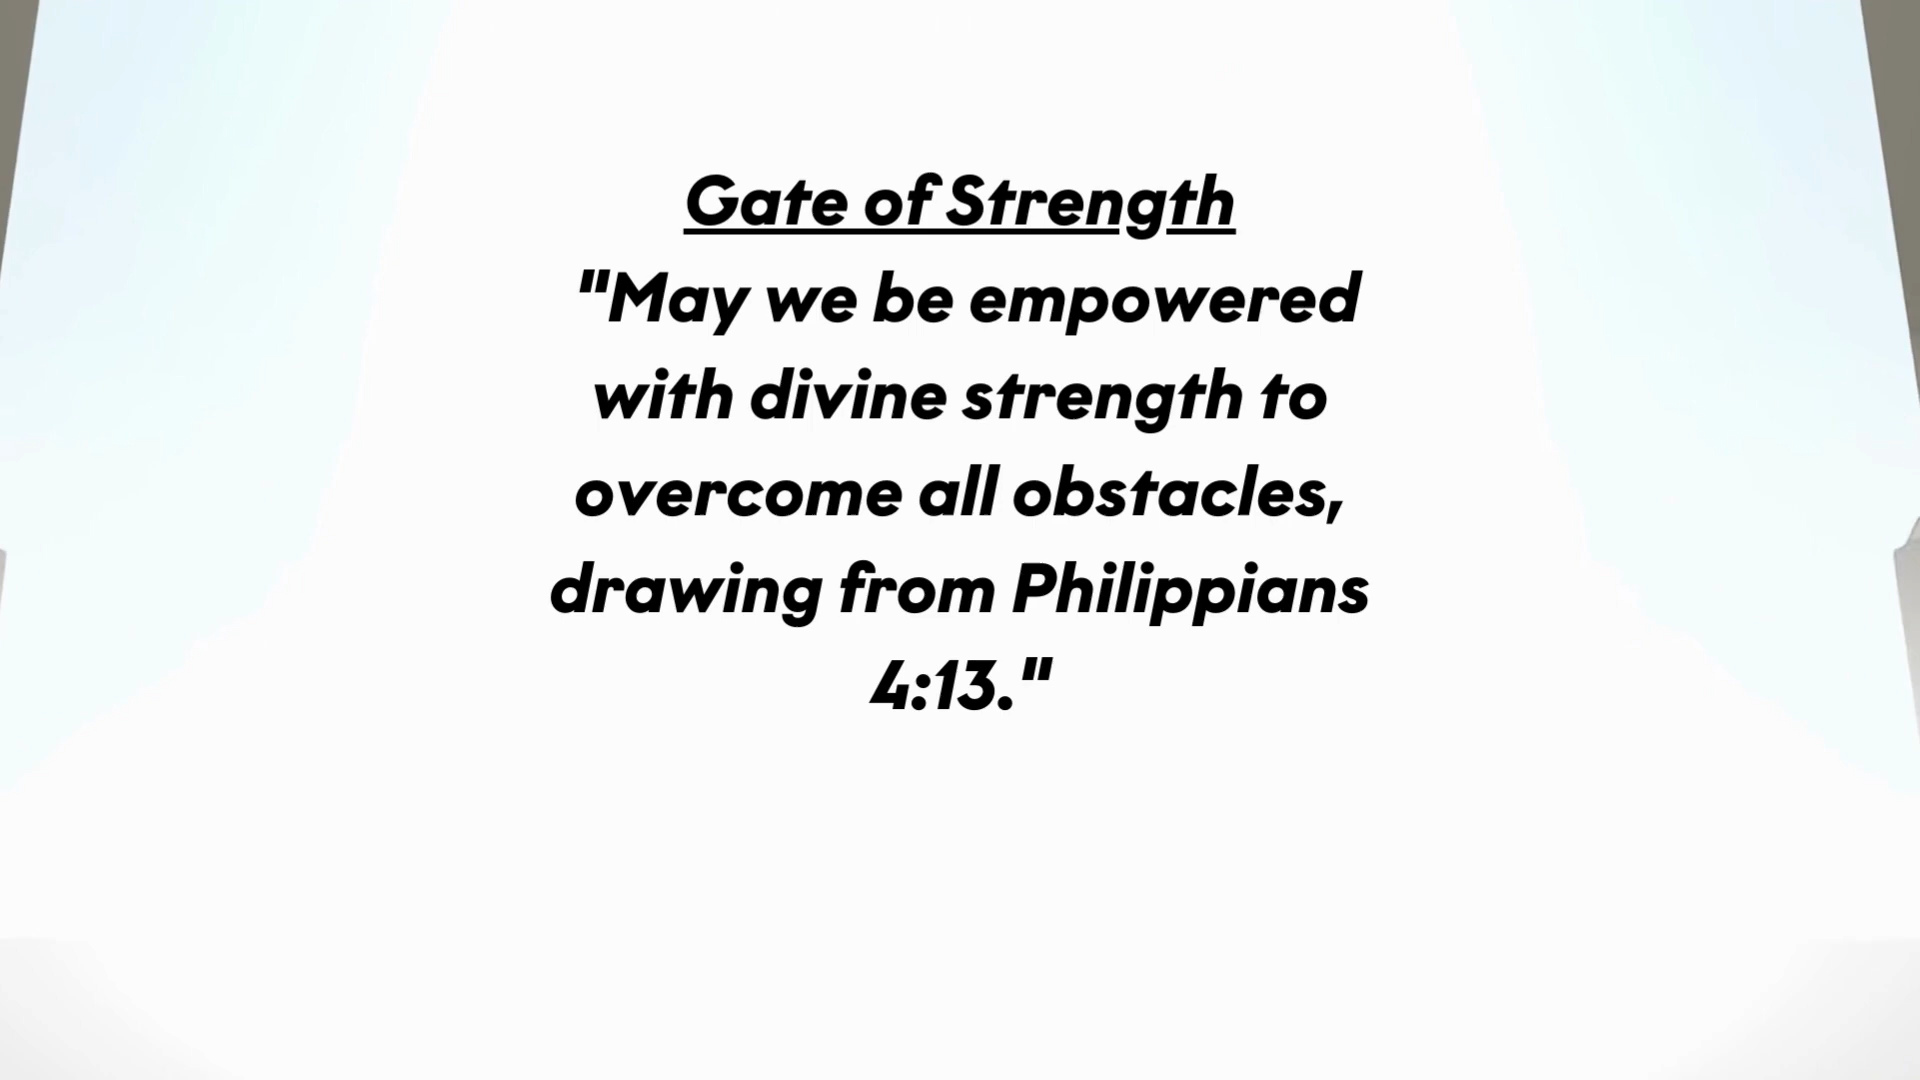 Gate of Strength
"May we be empowered
with divine strength to
overcome all obstacles,
drawing from Philippians
4:13."